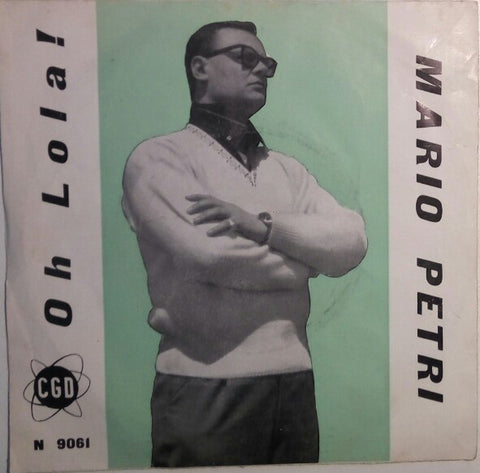 Oh Lola!
MARIO PETRI
CGD
N 9061